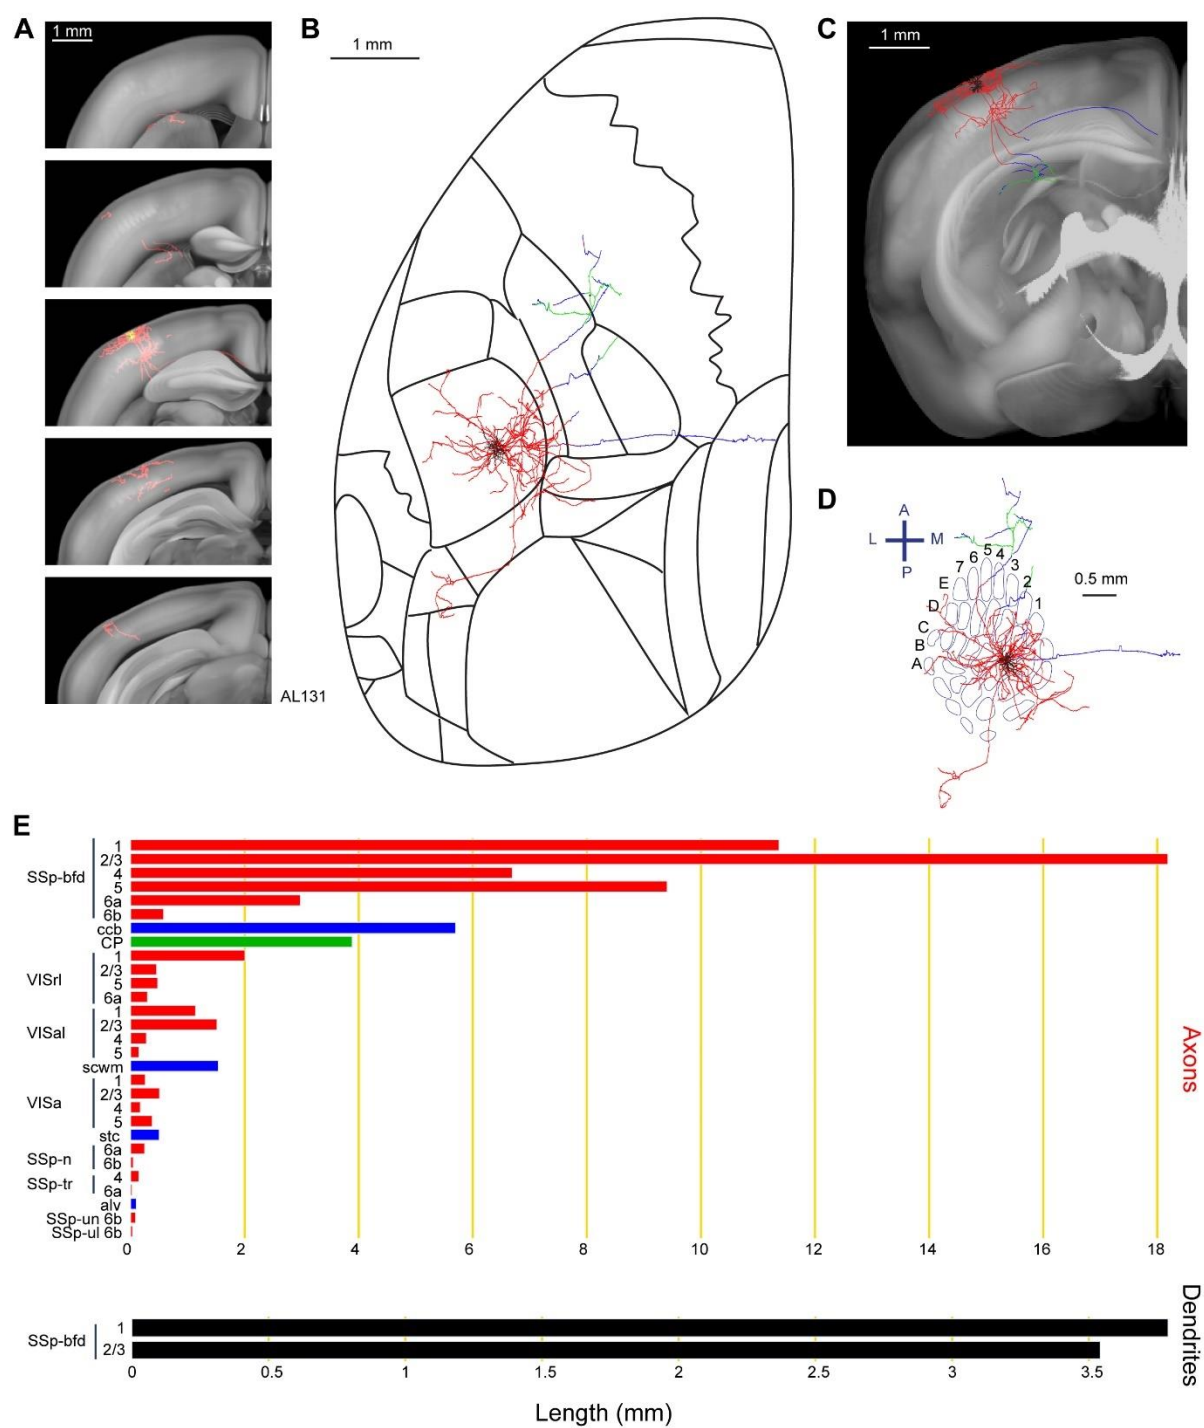 A
1 mm
AL131
B
1 mm
C
1 mm
D
A
L M
P
5
6 4
7 3
E 2
D 1
C
B
A
0.5 mm
E
SSp-bfd
1
2/3
4
5
6a
6b
ccb
CP
VISrl
1
2/3
5
6a
VISal
1
2/3
4
5
scwm
VISa
1
2/3
4
5
stc
SSp-n
6a
6b
SSp-tr
4
6a
alv
SSp-un 6b
SSp-ul 6b
0 2 4 6 8 10 12 14 16 18
Axons
SSp-bfd
1
2/3
0 0.5 1 1.5 2 2.5 3 3.5
Dendrites
Length (mm)